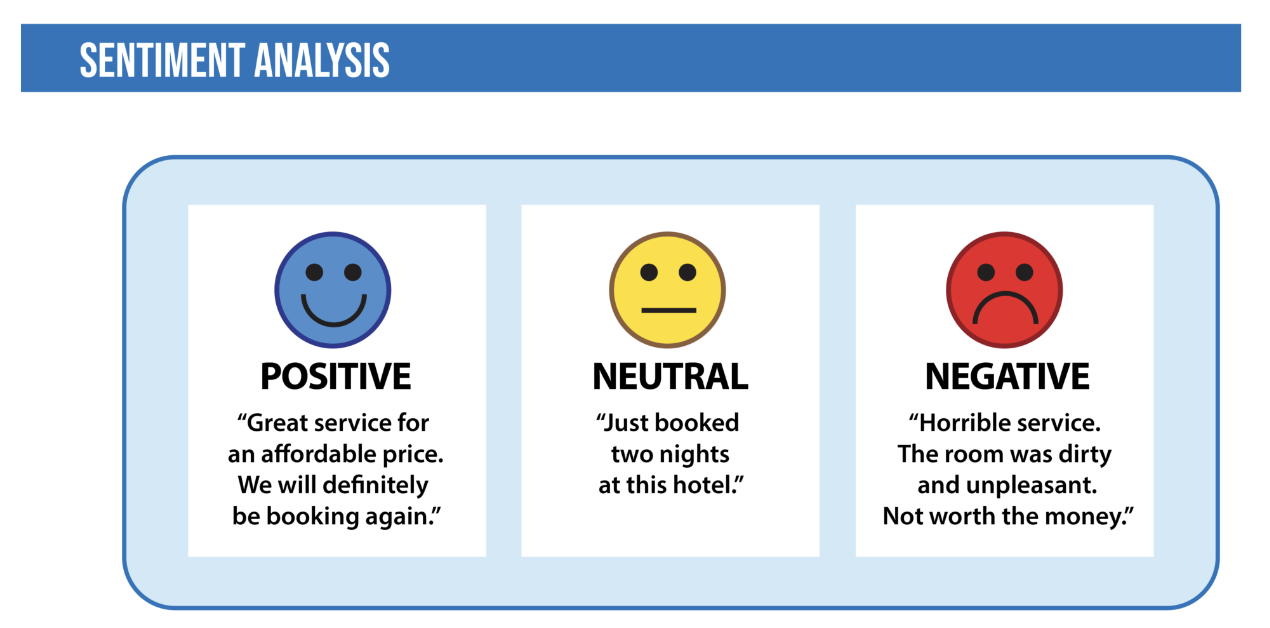 SENTIMENT ANALYSIS
POSITIVE
“Great service for
an affordable price.
We will definitely
be booking again.”
NEUTRAL
“Just booked
two nights
at this hotel.”
NEGATIVE
“Horrible service.
The room was dirty
and unpleasant.
Not worth the money.”